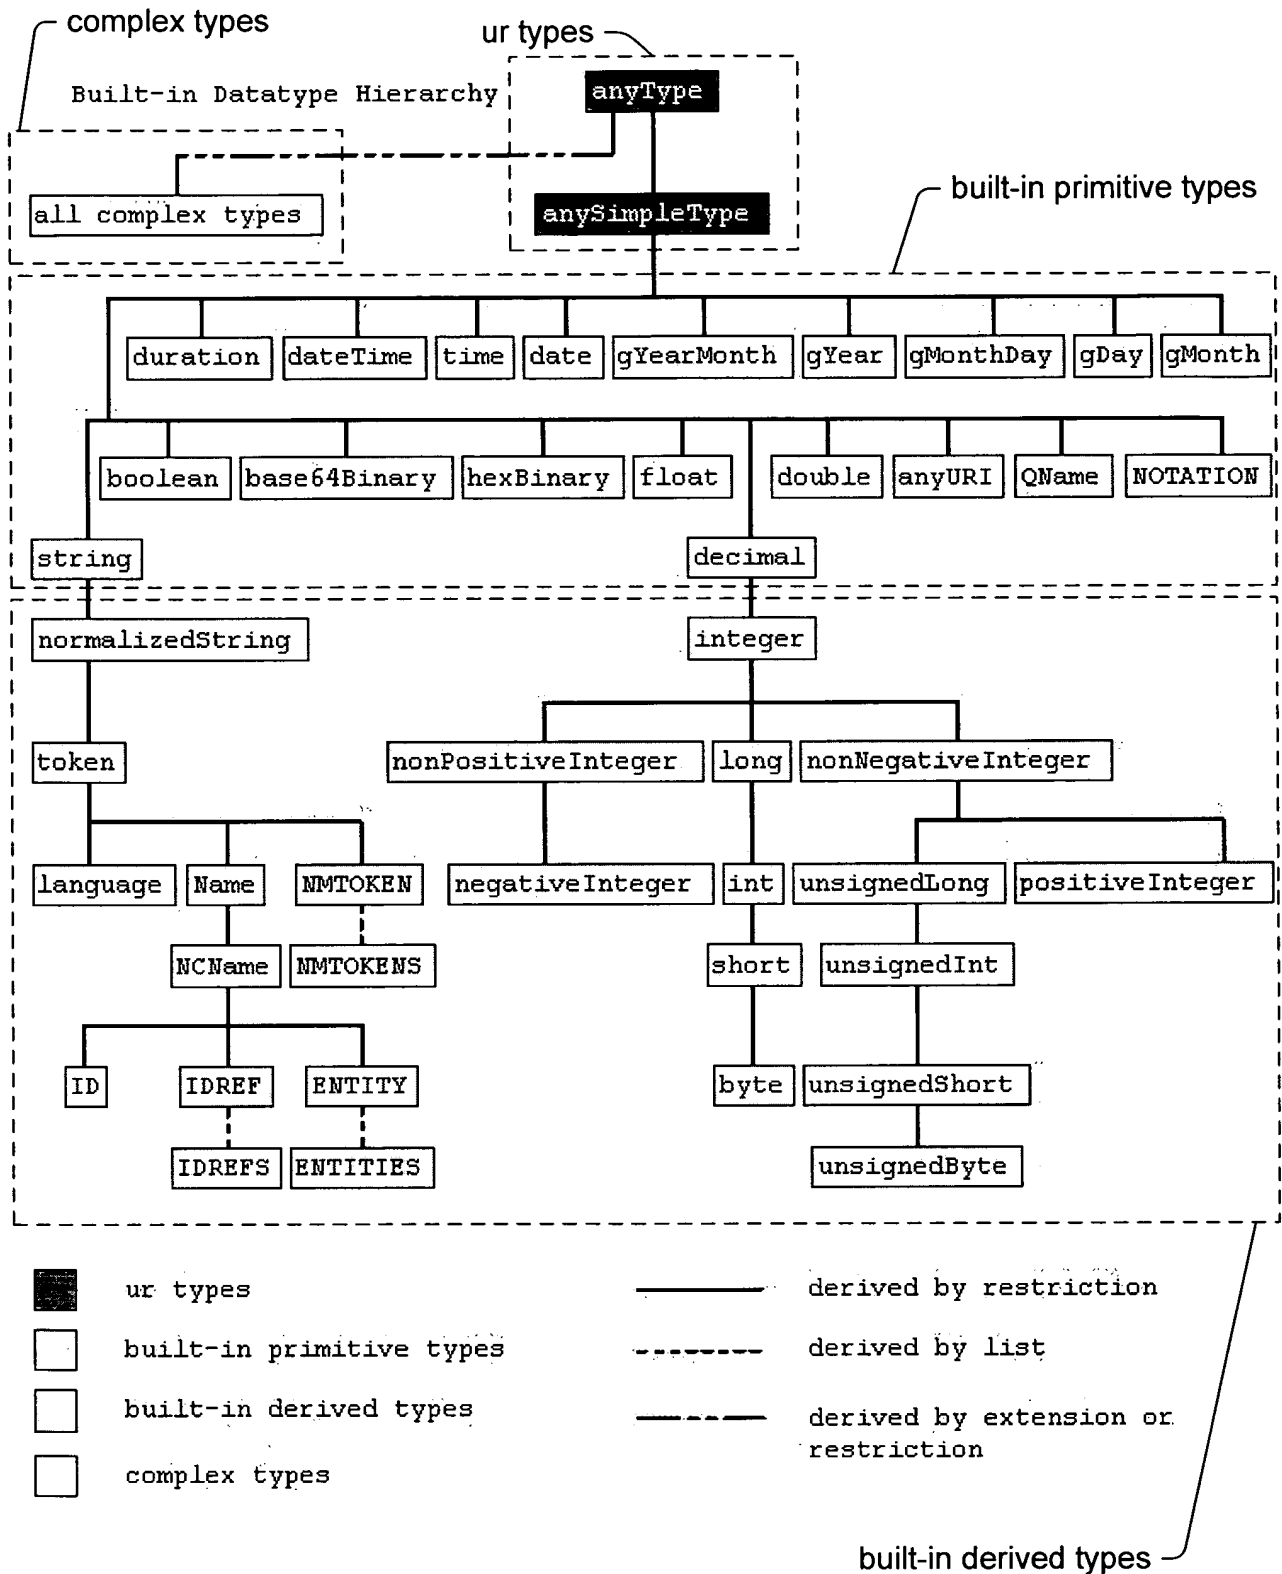 complex types
ur types
Built-in Datatype Hierarchy
anyType
all complex types
anySimpleType
built-in primitive types
duration dateTime time date gYearMonth gYear gMonthDay gDay gMonth
boolean base64Binary hexBinary float double anyURI QName NOTATION
string decimal
normalizedString integer
token nonPositiveInteger long nonNegativeInteger
language Name NMTOKEN negativeInteger int unsignedLong positiveInteger
NCName NMTOKENS short unsignedInt
ID IDREF ENTITY byte unsignedShort
IDREFS ENTITIES unsignedByte
ur types derived by restriction
built-in primitive types derived by list
built-in derived types derived by extension or
restriction
complex types
built-in derived types